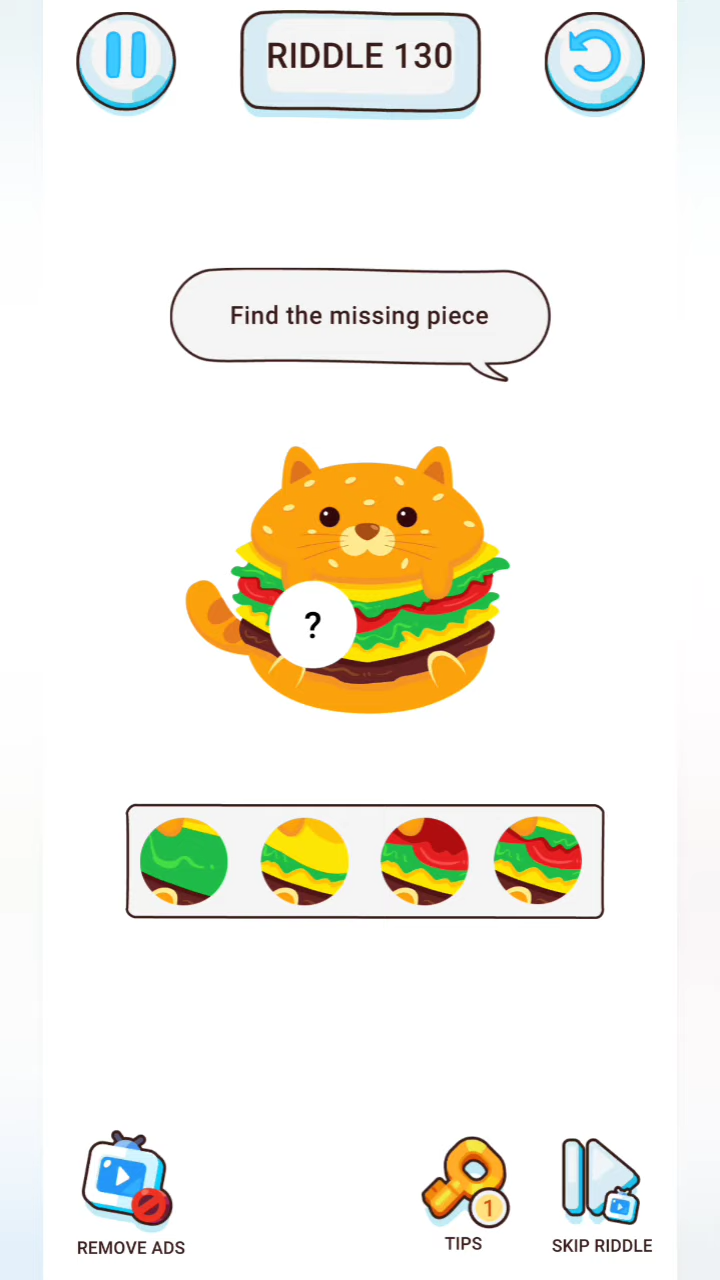 RIDDLE 130
Find the missing piece
?
1
REMOVE ADS
TIPS
SKIP RIDDLE